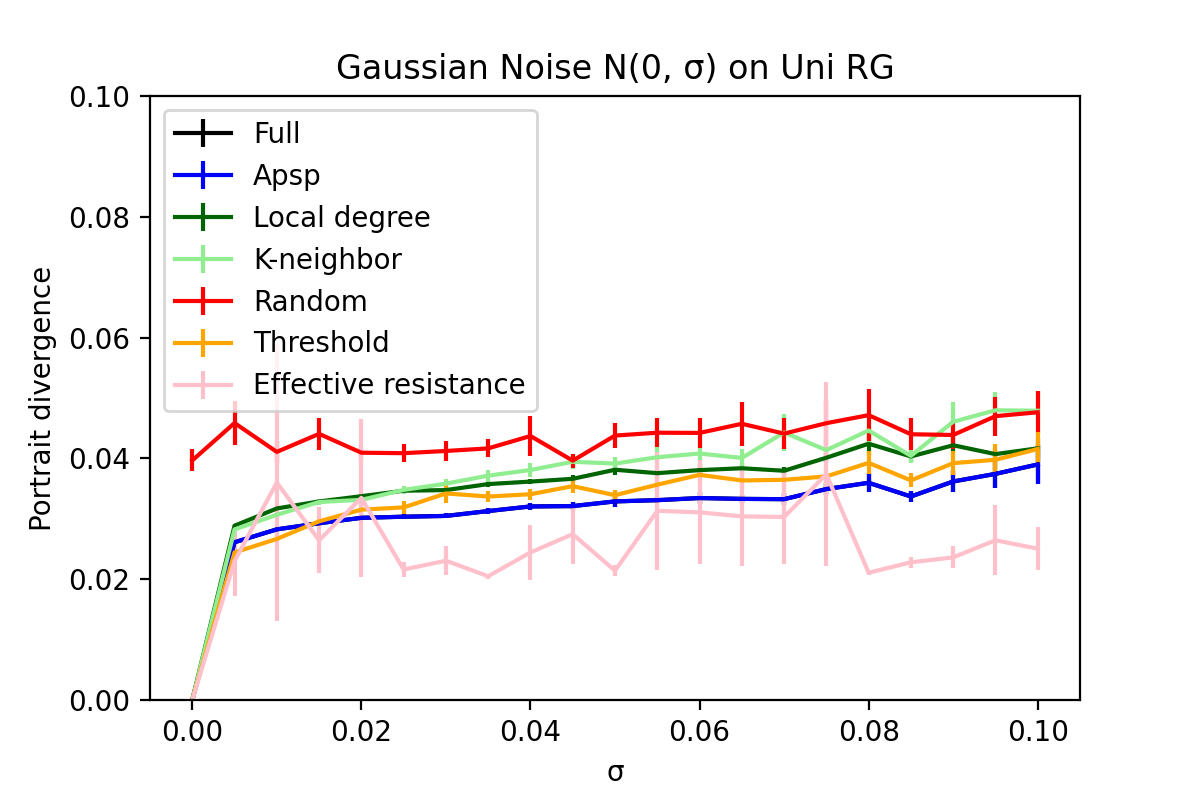 Gaussian Noise N(0, σ) on Uni RG
0.10
0.08
0.06
0.04
0.02
0.00
Portrait divergence
Full
Apsp
Local degree
K-neighbor
Random
Threshold
Effective resistance
0.00 0.02 0.04 0.06 0.08 0.10
σ